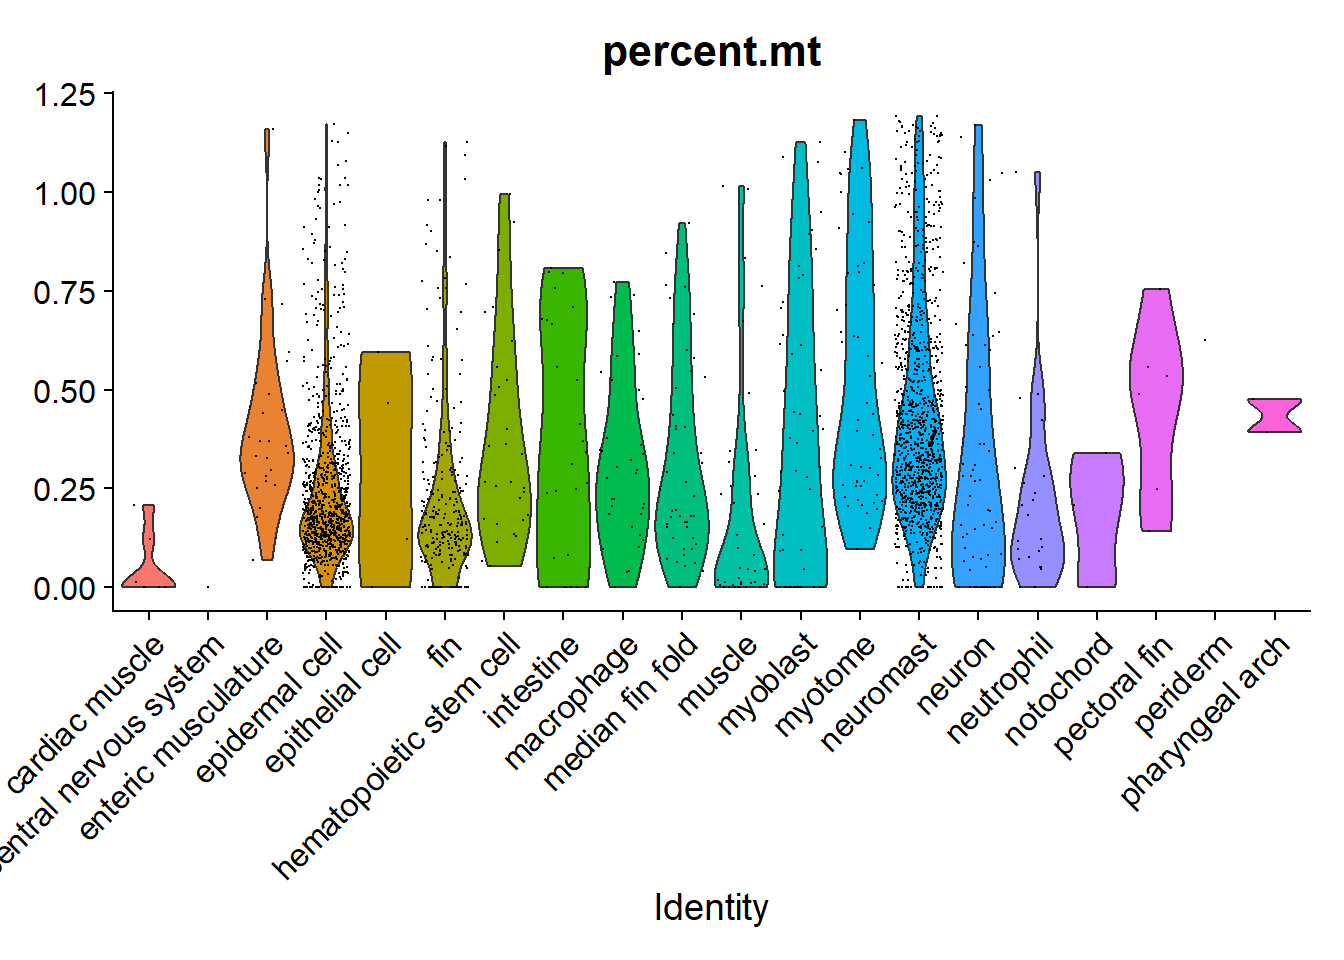 percent.mt
1.25
1.00
0.75
0.50
0.25
0.00
cardiac muscle
entral nervous system
enteric musculature
epidermal cell
epithelial cell
fin
hematopoietic stem cell
intestine
macrophage
median fin fold
muscle
myoblast
myotome
neuromast
neuron
neutrophil
notochord
pectoral fin
periderm
pharyngeal arch
Identity